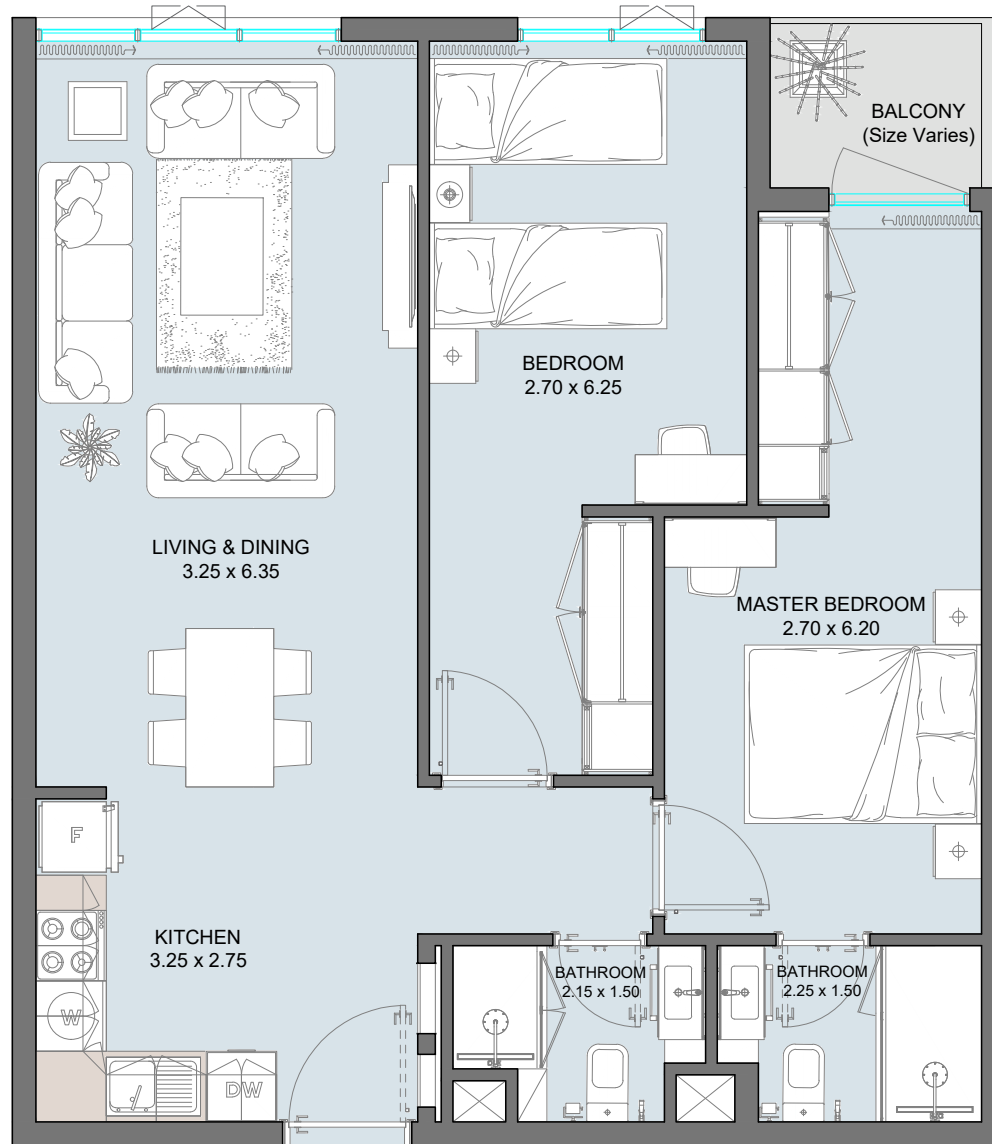 BALCONY
(Size Varies)
BEDROOM
2.70 x 6.25
LIVING & DINING
3.25 x 6.35
MASTER BEDROOM
2.70 x 6.20
F
KITCHEN
3.25 x 2.75
BATHROOM
2.15 x 1.50
BATHROOM
2.25 x 1.50
W
DW